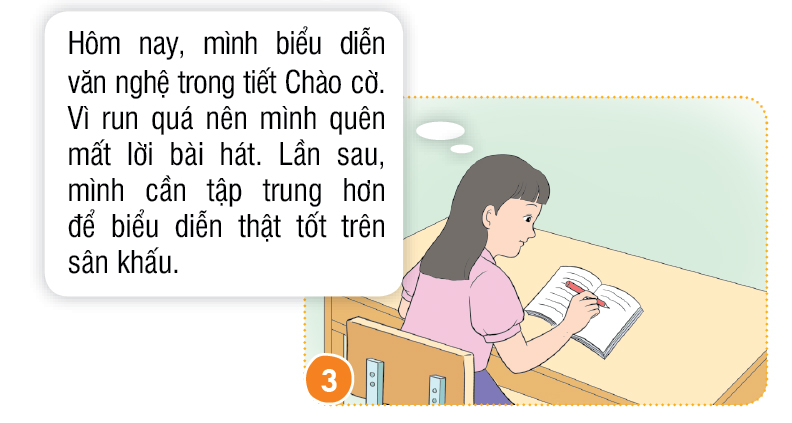 Hôm nay, mình biểu diễn
văn nghệ trong tiết Chào cờ.
Vì run quá nên mình quên
mất lời bài hát. Lần sau,
mình cần tập trung hơn
để biểu diễn thật tốt trên
sân khấu.
3